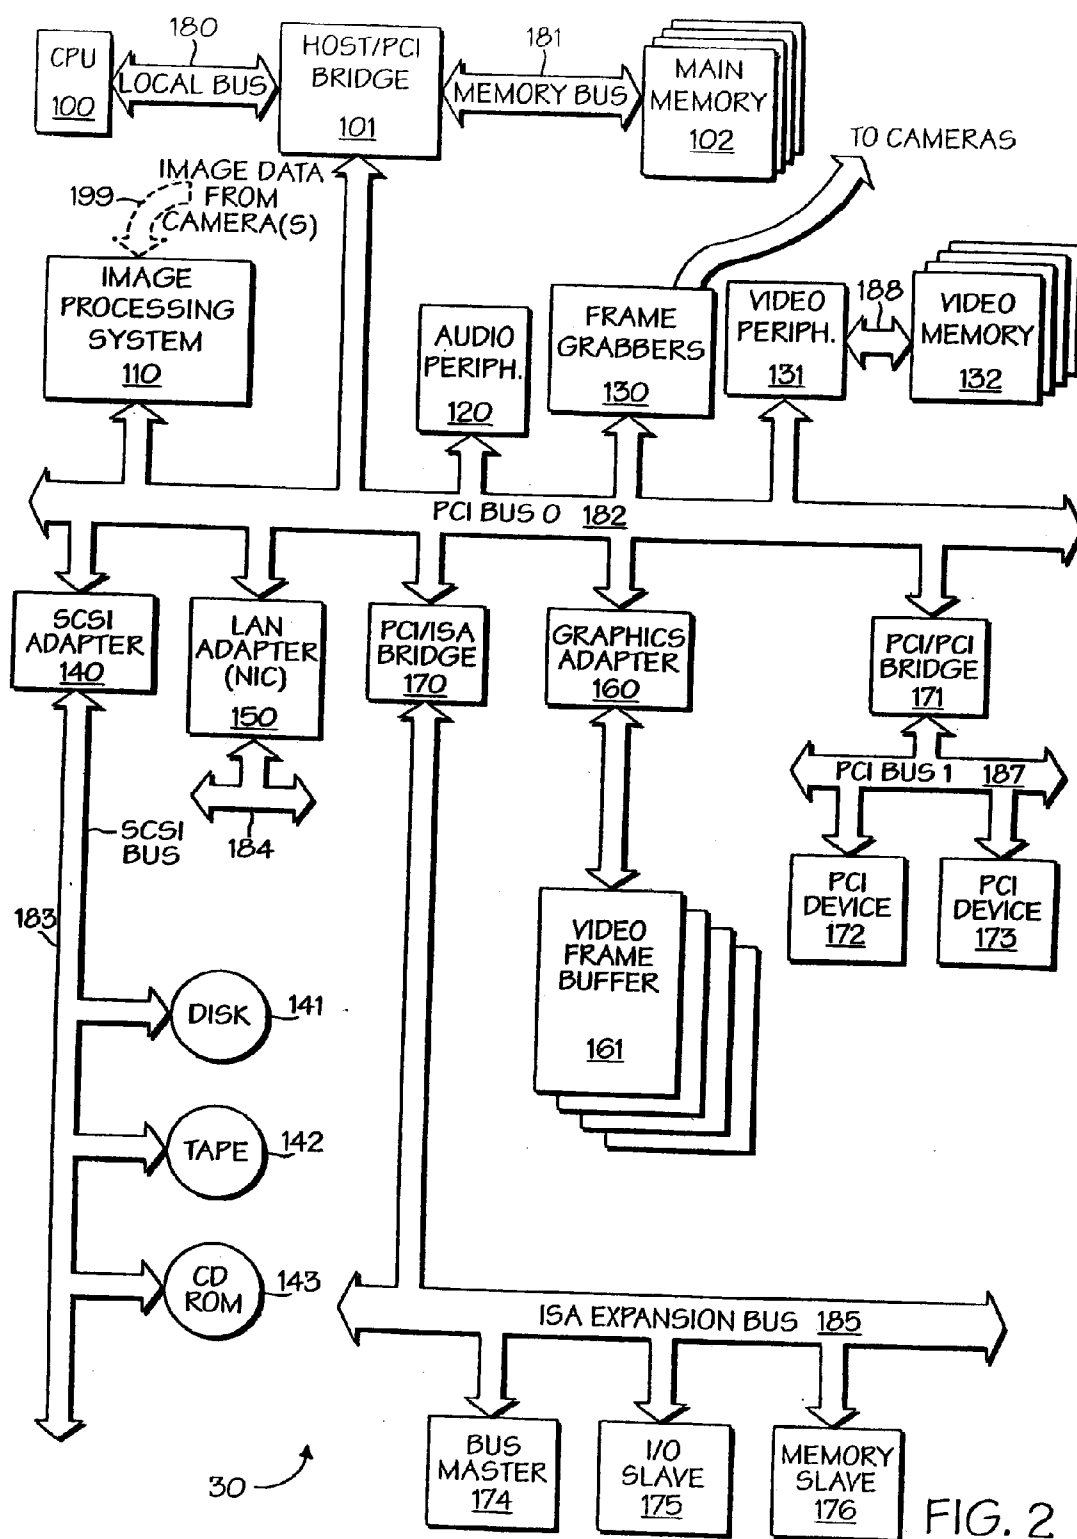 CPU
100
180
LOCAL BUS
HOST/PCI
BRIDGE
101
181
MEMORY BUS
MAIN
MEMORY
102
TO CAMERAS
199
IMAGE DATA
FROM
CAMERA(S)
IMAGE
PROCESSING
SYSTEM
110
AUDIO
PERIPH.
120
FRAME
GRABBERS
130
VIDEO
PERIPH.
131
188
VIDEO
MEMORY
132
PCI BUS 0 182
SCSI
ADAPTER
140
LAN
ADAPTER
(NIC)
150
PCI/ISA
BRIDGE
170
GRAPHICS
ADAPTER
160
PCI/PCI
BRIDGE
171
PCI BUS 1 187
184
SCSI
BUS
183
PCI
DEVICE
172
PCI
DEVICE
173
VIDEO
FRAME
BUFFER
161
DISK
141
TAPE
142
CD
ROM
143
ISA EXPANSION BUS 185
BUS
MASTER
174
I/O
SLAVE
175
MEMORY
SLAVE
176
30
FIG. 2